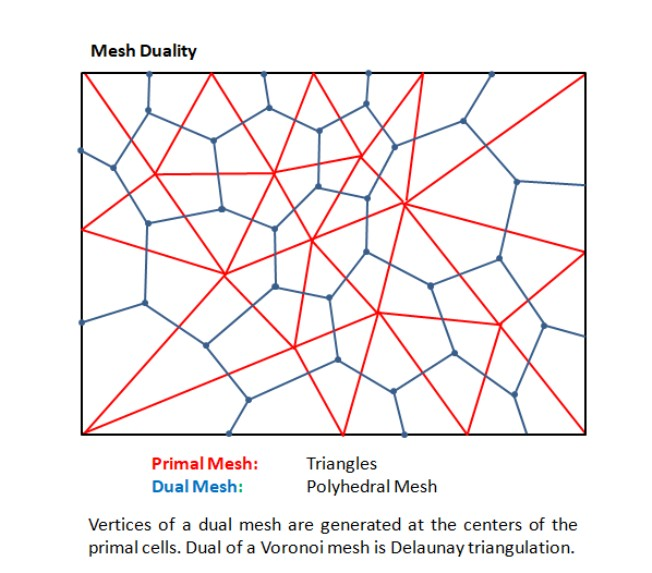 Mesh Duality
Primal Mesh: Triangles
Dual Mesh: Polyhedral Mesh
Vertices of a dual mesh are generated at the centers of the
primal cells. Dual of a Voronoi mesh is Delaunay triangulation.